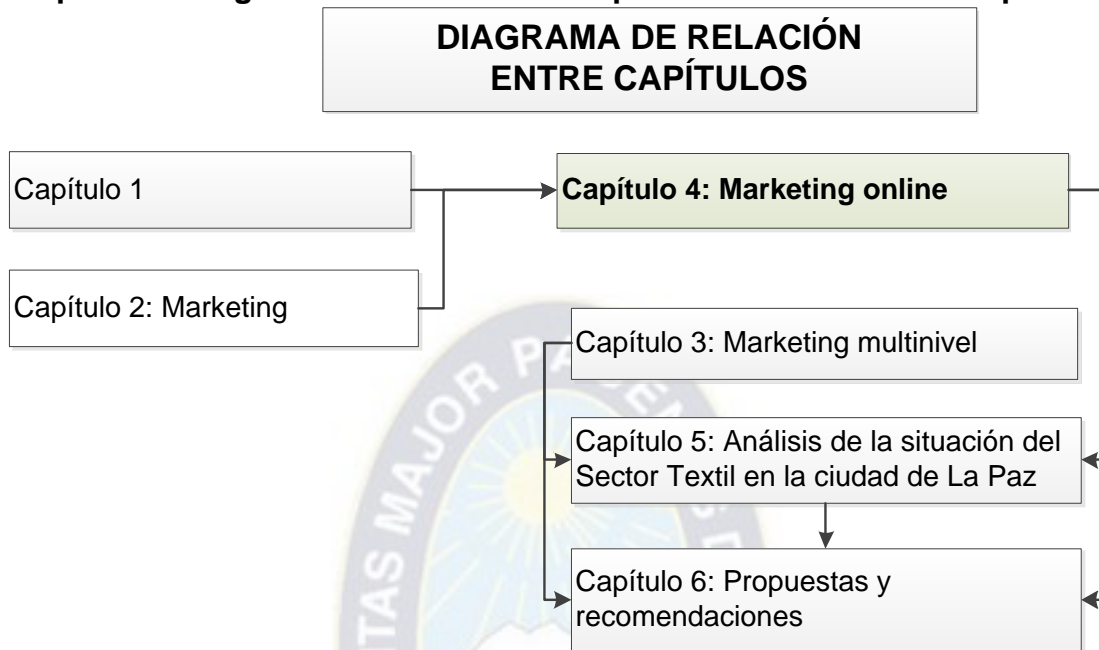 DIAGRAMA DE RELACIÓN
ENTRE CAPÍTULOS
Capítulo 1
Capítulo 4: Marketing online
Capítulo 2: Marketing
Capítulo 3: Marketing multinivel
Capítulo 5: Análisis de la situación del
Sector Textil en la ciudad de La Paz
Capítulo 6: Propuestas y
recomendaciones